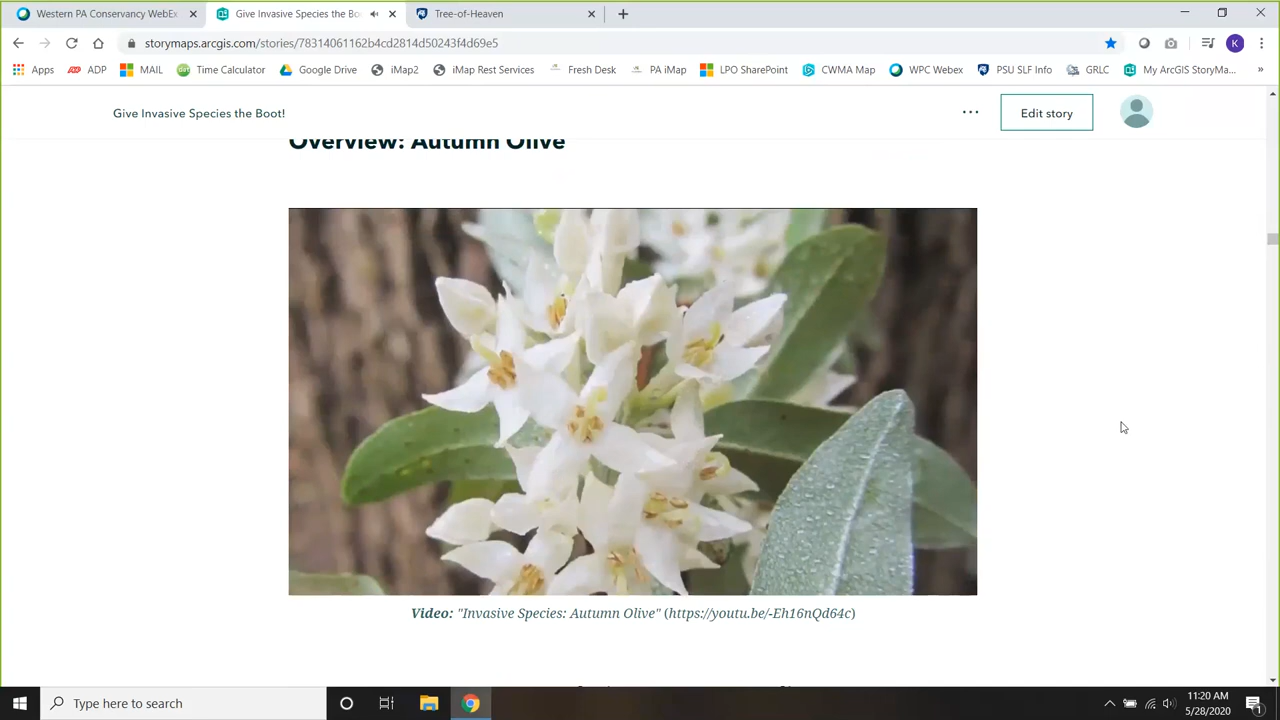 Western PA Conservancy WebEx
Give Invasive Species the Boo
Tree-of-Heaven
storymaps.arcgis.com/stories/78314061162b4cd2814d50243f4d69e5
K
Apps
ADP
MAIL
Time Calculator
Google Drive
iMap2
iMap Rest Services
Fresh Desk
PA iMap
LPO SharePoint
CWMA Map
WPC Webex
PSU SLF Info
GRLC
My ArcGIS StoryMa...
»
Give Invasive Species the Boot!
Edit story
Overview: Autumn Olive
Video: "Invasive Species: Autumn Olive" (https://youtu.be/-Eh16nQd64c)
Type here to search
11:20 AM
5/28/2020
1